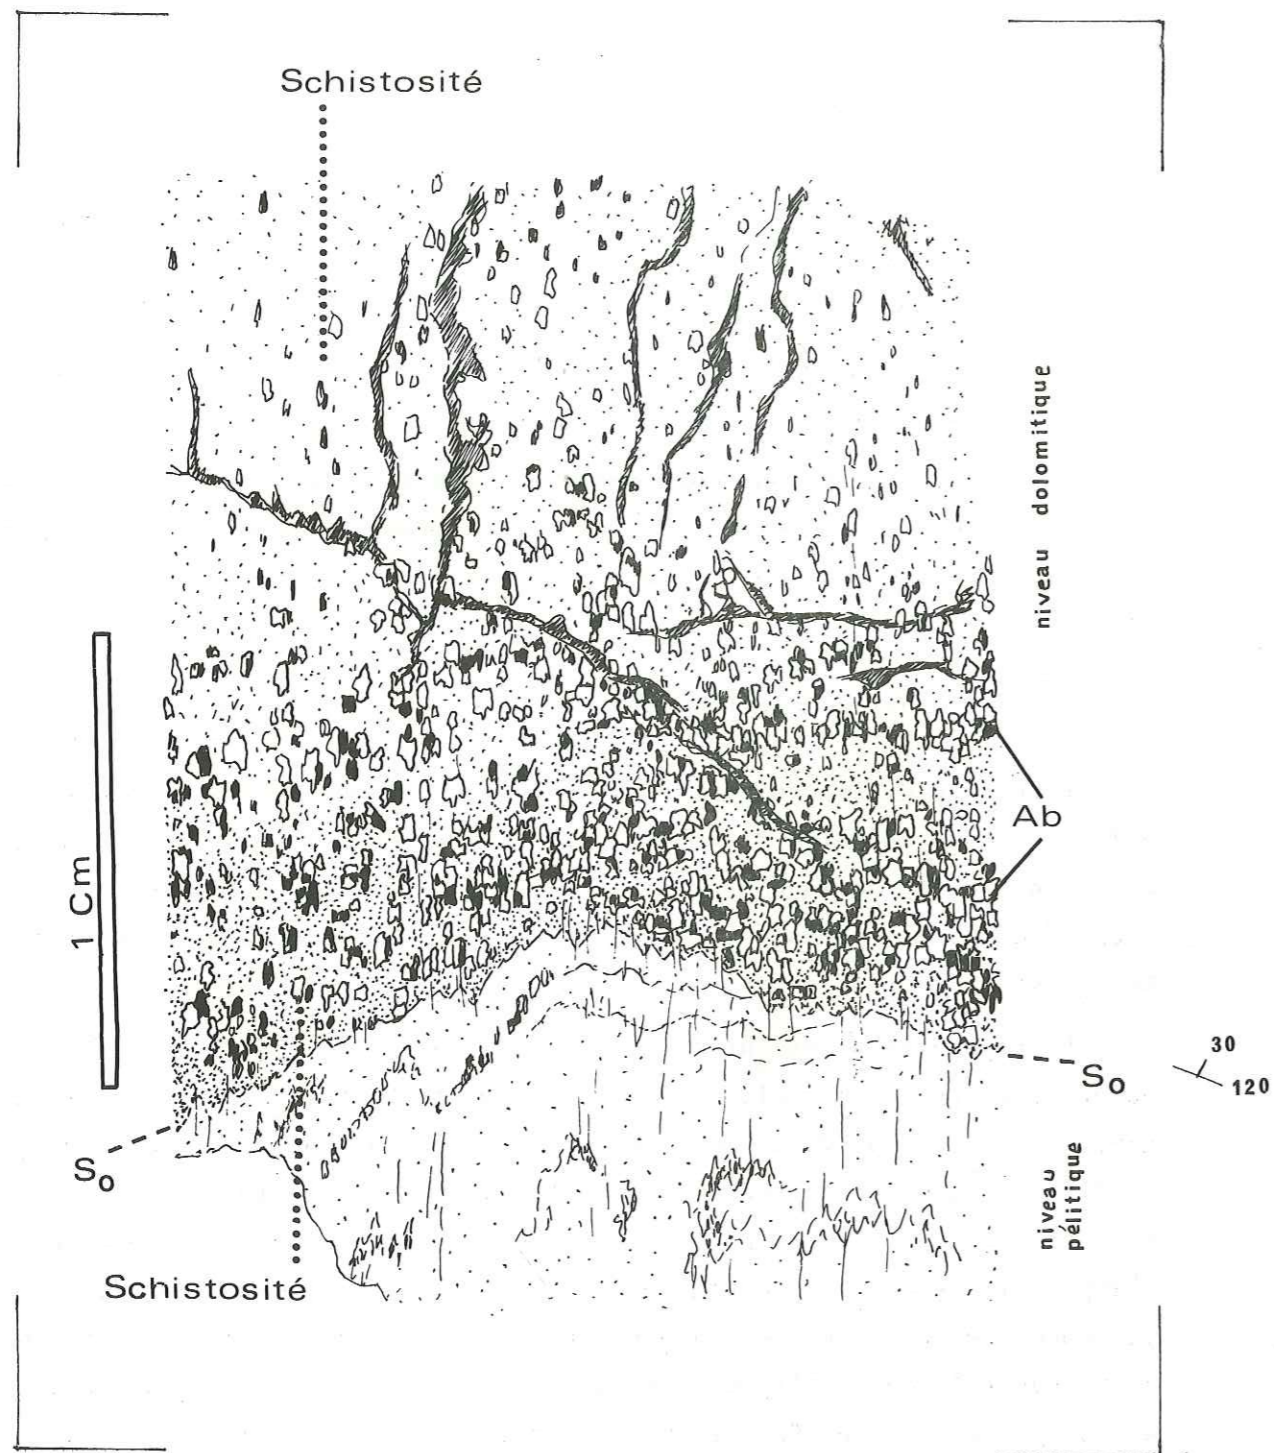 Schistosité
niveau dolomitique
1 Cm
Ab
So
30
120
So
niveau
pélitique
Schistosité